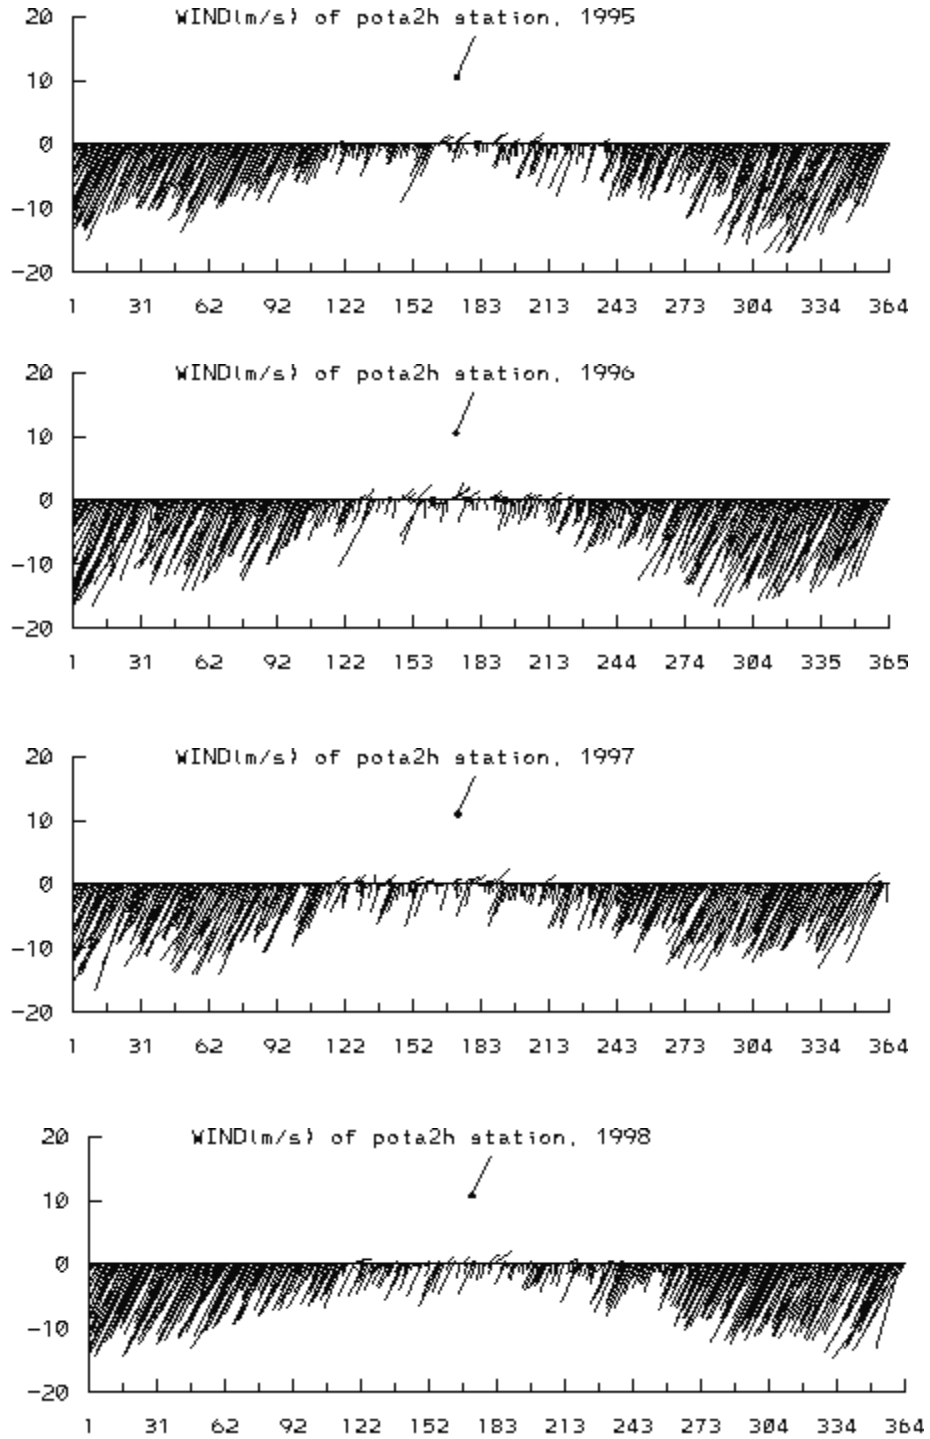 20 WIND(m/s) of pota2h station, 1995
10
0
-10
-20
1 31 62 92 122 152 183 213 243 273 304 334 364
20 WIND(m/s) of pota2h station, 1996
10
0
-10
-20
1 31 62 92 122 153 183 213 244 274 304 335 365
20 WIND(m/s) of pota2h station, 1997
10
0
-10
-20
1 31 62 92 122 152 183 213 243 273 304 334 364
20 WIND(m/s) of pota2h station, 1998
10
0
-10
-20
1 31 62 92 122 152 183 213 243 273 304 334 364